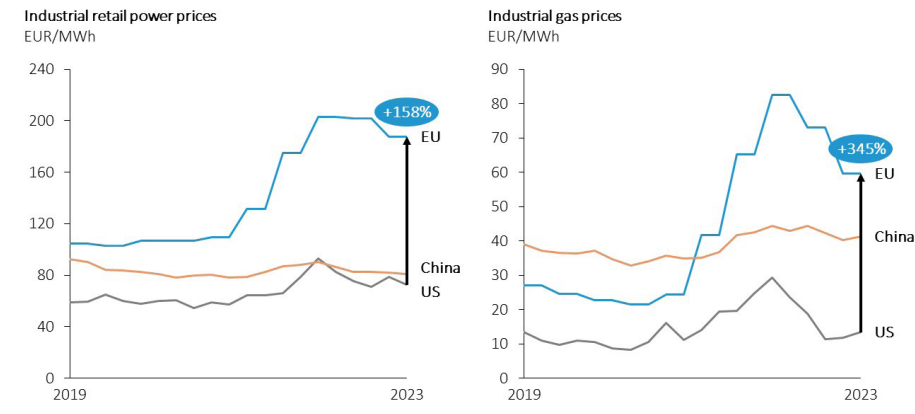 Industrial retail power prices
EUR/MWh
240
200
160
120
80
40
0
2019
2023
+158%
EU
China
US
Industrial gas prices
EUR/MWh
90
80
70
60
50
40
30
20
10
0
2019
2023
+345%
EU
China
US